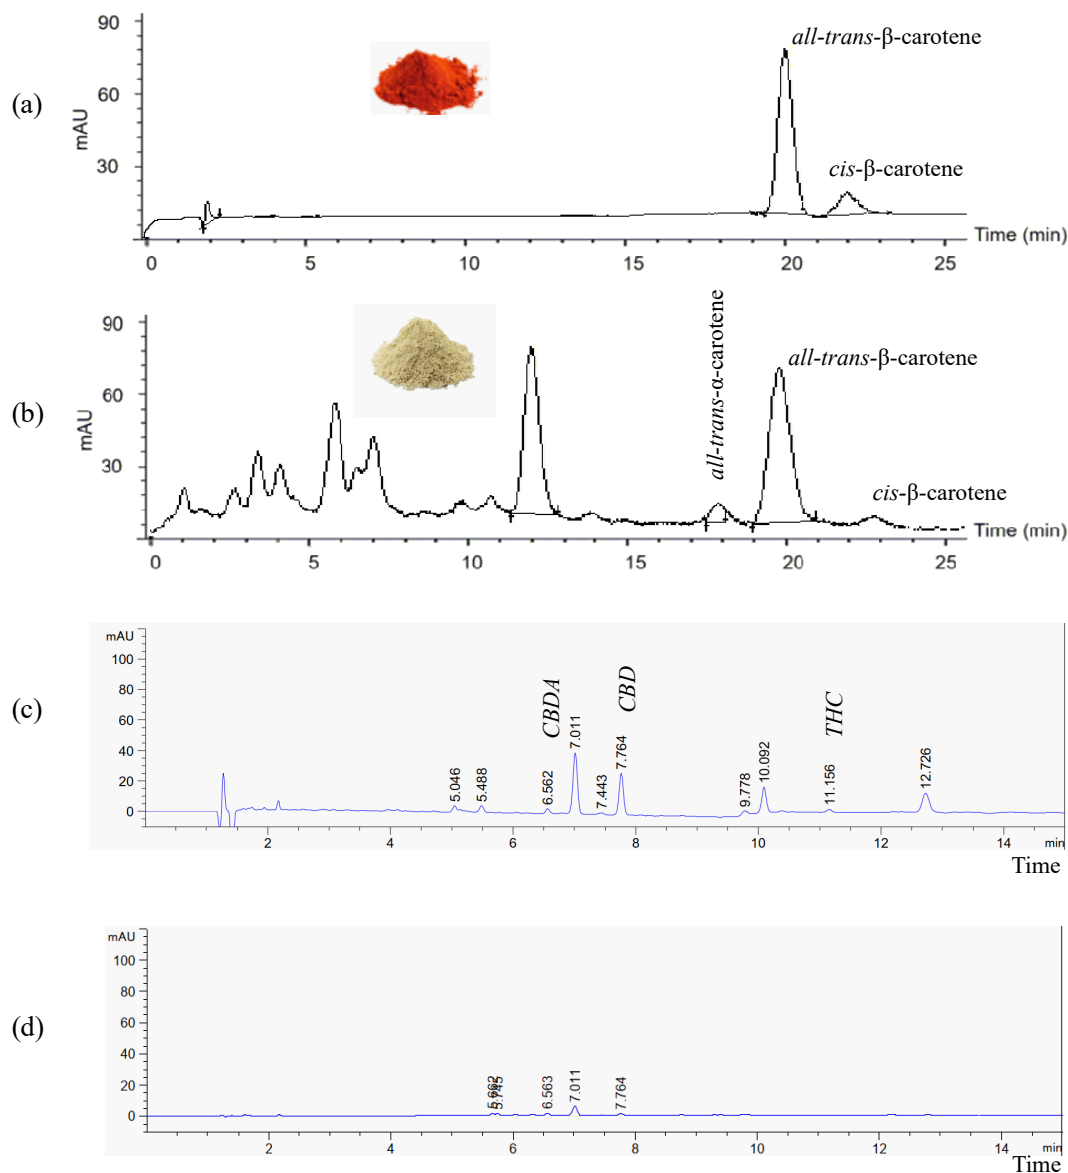 (a)
90
60
30
mAU
all-trans-β-carotene
cis-β-carotene
Time (min)
0 5 10 15 20 25
(b)
90
60
30
mAU
all-trans-α-carotene
all-trans-β-carotene
cis-β-carotene
Time (min)
0 5 10 15 20 25
(c)
mAU
100
80
60
40
20
0
CBDA
CBD
THC
5.046
5.488
6.562
7.011
7.443
7.764
9.778
10.092
11.156
12.726
2 4 6 8 10 12 14 min
Time
(d)
mAU
100
80
60
40
20
0
5.745
6.563
7.011
7.764
2 4 6 8 10 12 14 min
Time